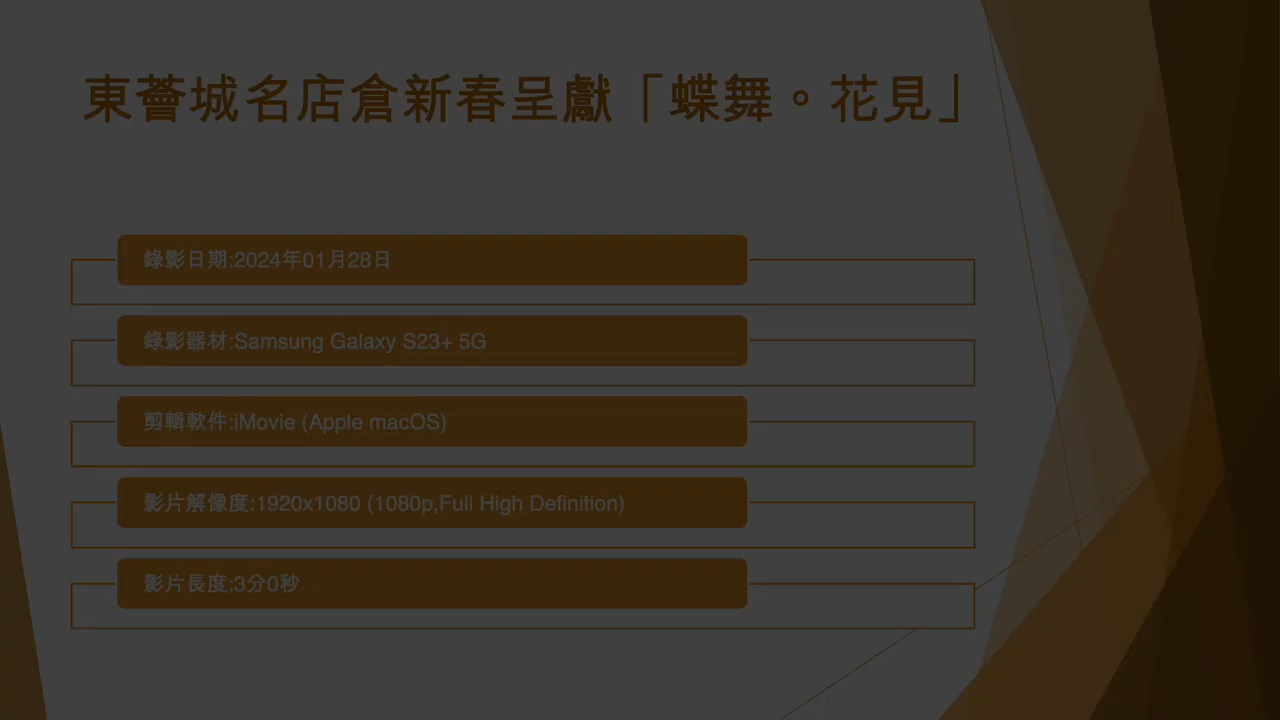 東薈城名店倉新春呈獻「蝶舞。花見」
錄影日期:2024年01月28日
錄影器材:Samsung Galaxy S23+ 5G
剪輯軟件:iMovie (Apple macOS)
影片解像度:1920x1080 (1080p,Full High Definition)
影片長度:3分0秒